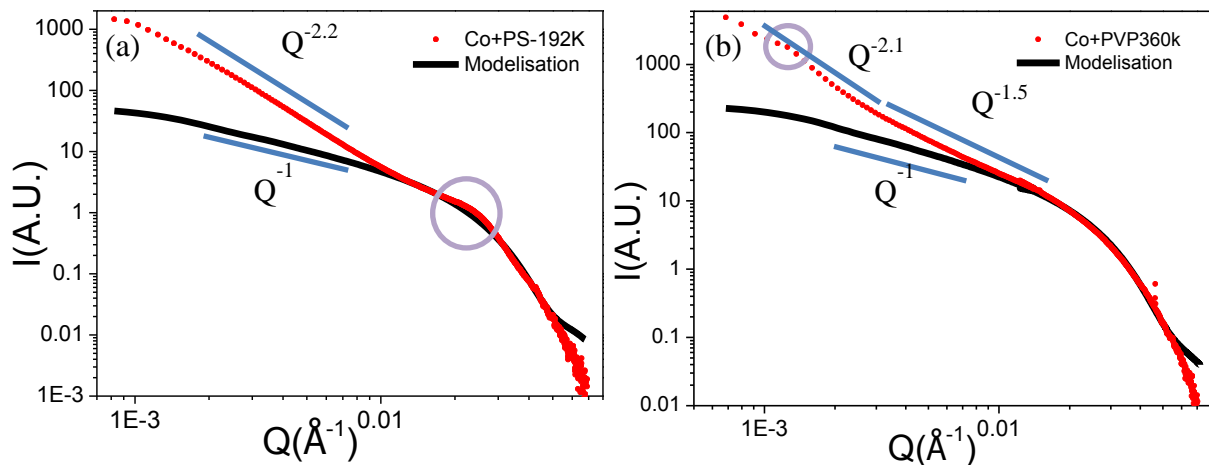 (a)
Co+PS-192K
Modelisation
Q^-2.2
Q^-1
1000
100
10
1
0.1
0.01
1E-3
I(A.U.)
1E-3
0.01
Q(Å^-1)
(b)
Co+PVP360k
Modelisation
Q^-2.1
Q^-1.5
Q^-1
1000
100
10
1
0.1
0.01
I(A.U.)
1E-3
0.01
Q(Å^-1)